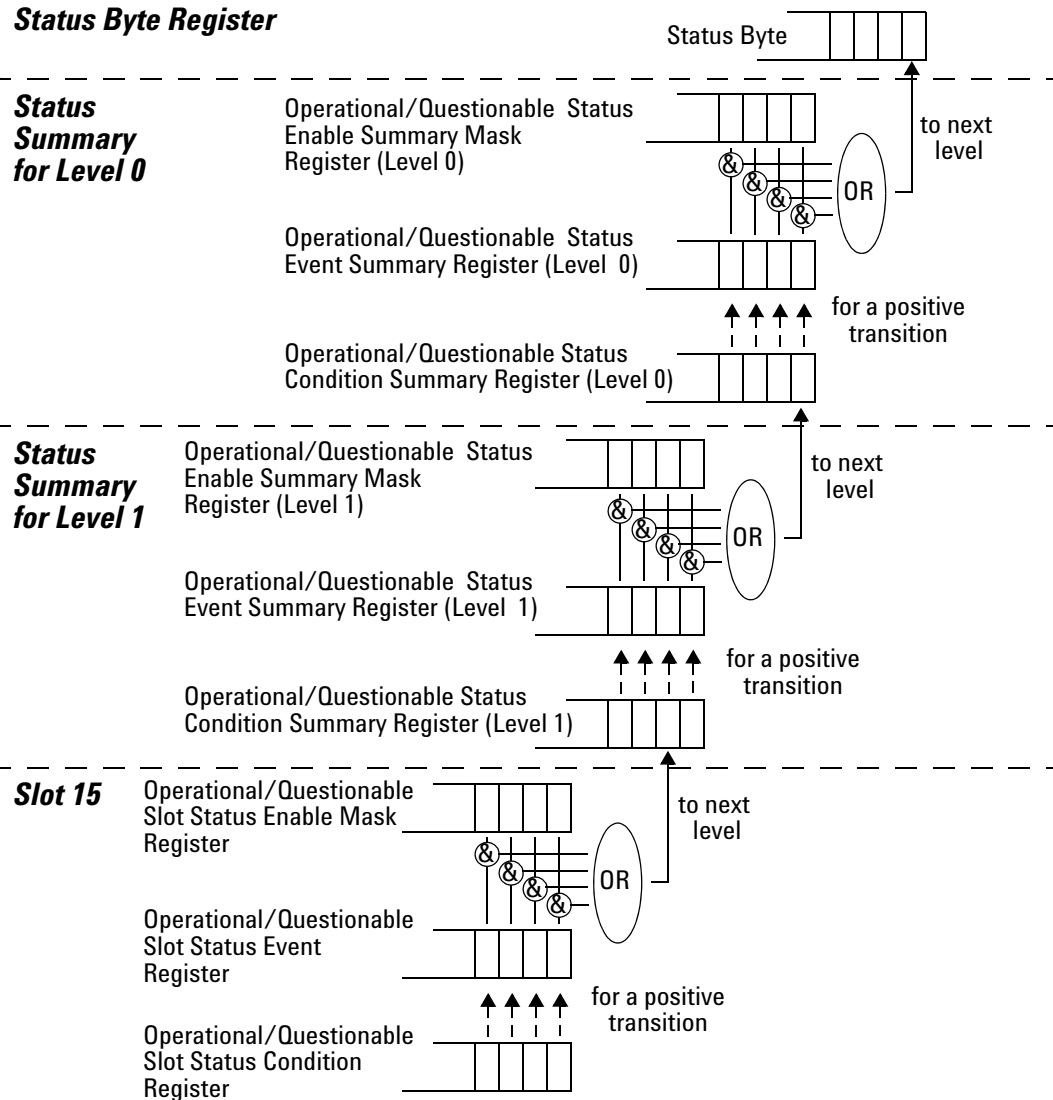 Status Byte Register
Status Byte
Status
Summary
for Level 0
Operational/Questionable Status
Enable Summary Mask
Register (Level 0)
to next
level
&
&
&
&
OR
Operational/Questionable Status
Event Summary Register (Level 0)
for a positive
transition
Operational/Questionable Status
Condition Summary Register (Level 0)
Status
Summary
for Level 1
Operational/Questionable Status
Enable Summary Mask
Register (Level 1)
to next
level
&
&
&
&
OR
Operational/Questionable Status
Event Summary Register (Level 1)
for a positive
transition
Operational/Questionable Status
Condition Summary Register (Level 1)
Slot 15
Operational/Questionable
Slot Status Enable Mask
Register
to next
level
&
&
&
&
OR
Operational/Questionable
Slot Status Event
Register
for a positive
transition
Operational/Questionable
Slot Status Condition
Register